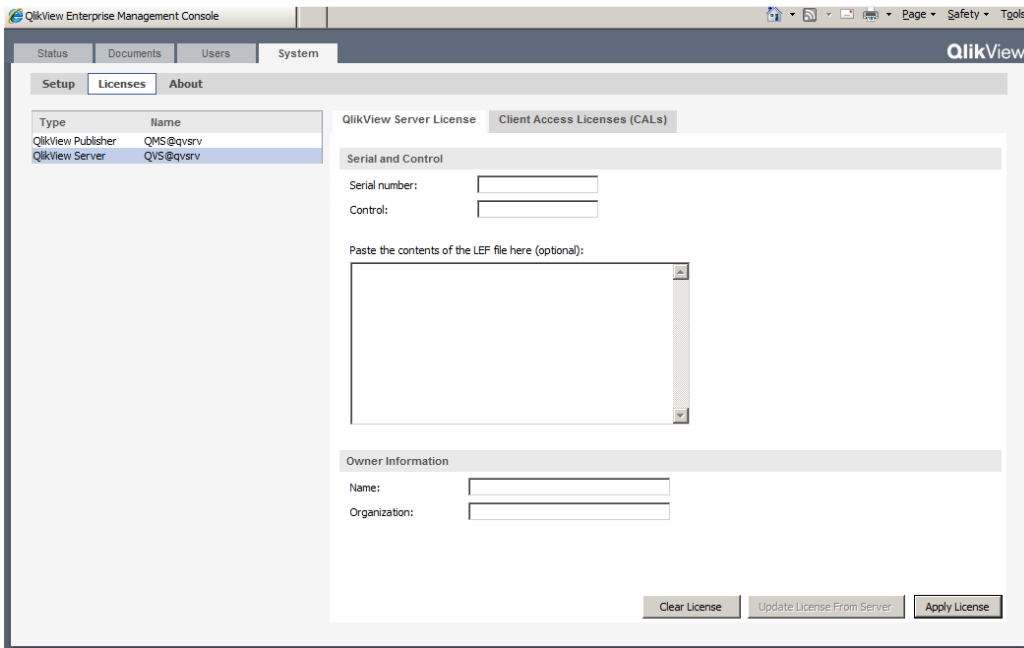 QlikView Enterprise Management Console
Page Safety Tools
Status Documents Users System QlikView
Setup Licenses About
Type Name
QlikView Publisher QMS@qvsrv
QlikView Server QVS@qvsrv
QlikView Server License Client Access Licenses (CALs)
Serial and Control
Serial number:
Control:
Paste the contents of the LEF file here (optional):
Owner Information
Name:
Organization:
Clear License Update License From Server Apply License